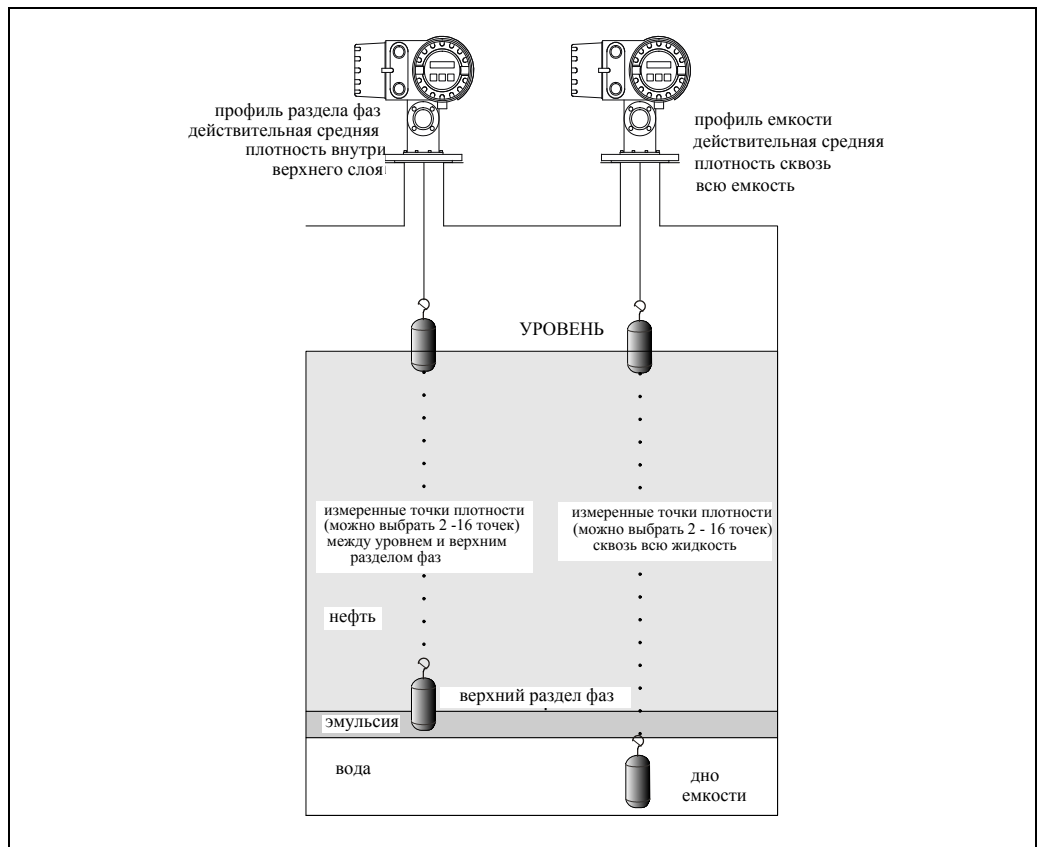 профиль раздела фаз
действительная средняя
плотность внутри
верхнего слоя
профиль емкости
действительная средняя
плотность сквозь
всю емкость
УРОВЕНЬ
измеренные точки плотности
(можно выбрать 2 -16 точек)
между уровнем и верхним
разделом фаз
измеренные точки плотности
(можно выбрать 2 - 16 точек)
сквозь всю жидкость
нефть
верхний раздел фаз
эмульсия
вода
дно
емкости